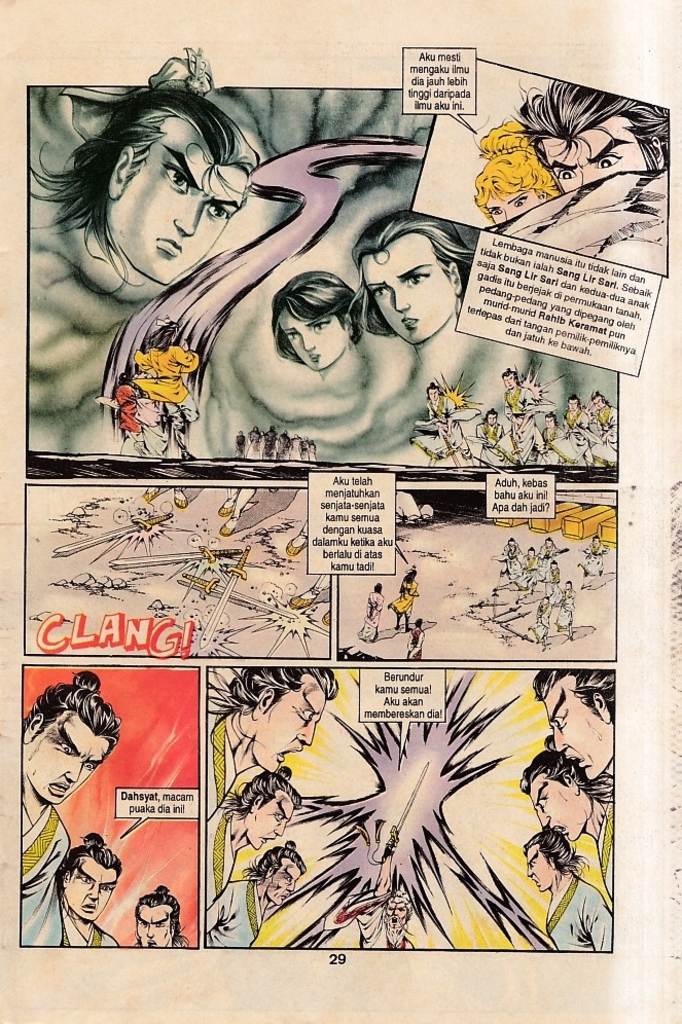 Aku mesti
mengaku ilmu
dia jauh lebih
tinggi daripada
ilmu aku ini.
Lembaga manusia itu tidak lain dan
tidak bukan ialah Sang Lir Sari. Sebaik
saja Sang Lir Sari dan kedua-dua anak
gadis itu berjejak di permukaan tanah,
pedang-pedang yang dipegang oleh
murid-murid Rahib Keramat pun
terlepas dari tangan pemilik-pemiliknya
dan jatuh ke bawah.
Aduh, kebas
bahu aku ini!
Apa dah jadi?
CLANG!
Aku telah
menjatuhkan
senjata-senjata
kamu semua
dengan kuasa
dalamku ketika aku
berlalu di atas
kamu tadi!
Dahsyat, macam
puaka dia ini!
Berundur
kamu semua!
Aku akan
membereskan dia!
29